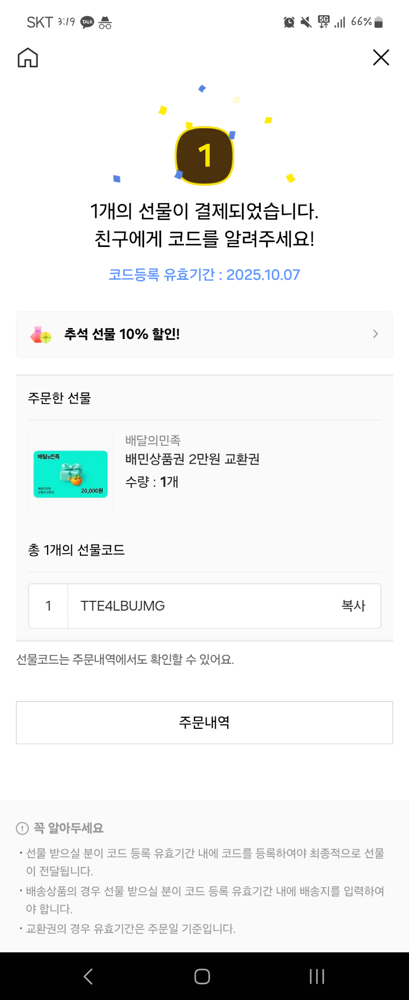 SKT 3:19 TALK 5G 66%
1
1개의 선물이 결제되었습니다.
친구에게 코드를 알려주세요!
코드등록 유효기간 : 2025.10.07
추석 선물 10% 할인!
주문한 선물
배달의민족
배민상품권 2만원 교환권
수량 : 1개
배달의민족
배달의민족
상품권 교환권
20,000원
총 1개의 선물코드
1 TTE4LBUJMG 복사
선물코드는 주문내역에서도 확인할 수 있어요.
주문내역
꼭 알아두세요
· 선물 받으실 분이 코드 등록 유효기간 내에 코드를 등록하여야 최종적으로 선물
이 전달됩니다.
· 배송상품의 경우 선물 받으실 분이 코드 등록 유효기간 내에 배송지를 입력하여
야 합니다.
· 교환권의 경우 유효기간은 주문일 기준입니다.